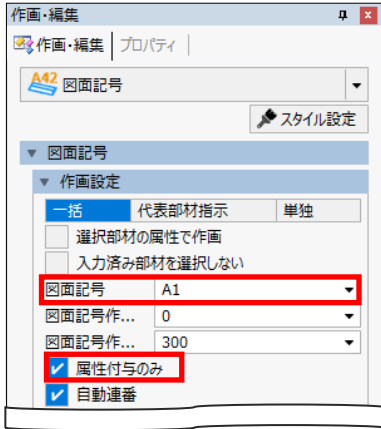 作画・編集
作画・編集 プロパティ
A42 図面記号
スタイル設定
図面記号
作画設定
一括 代表部材指示 単独
選択部材の属性で作画
入力済み部材を選択しない
図面記号 A1
図面記号作... 0
図面記号作... 300
属性付与のみ
自動連番